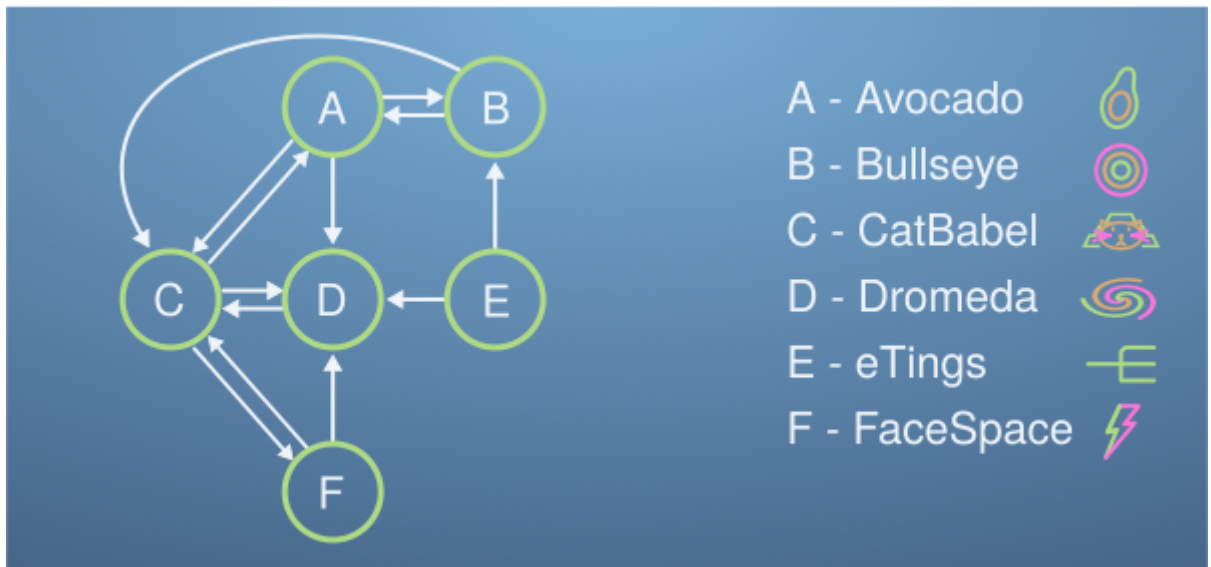 A
B
C
D
E
F
A - Avocado
B - Bullseye
C - CatBabel
D - Dromeda
E - eTings
F - FaceSpace